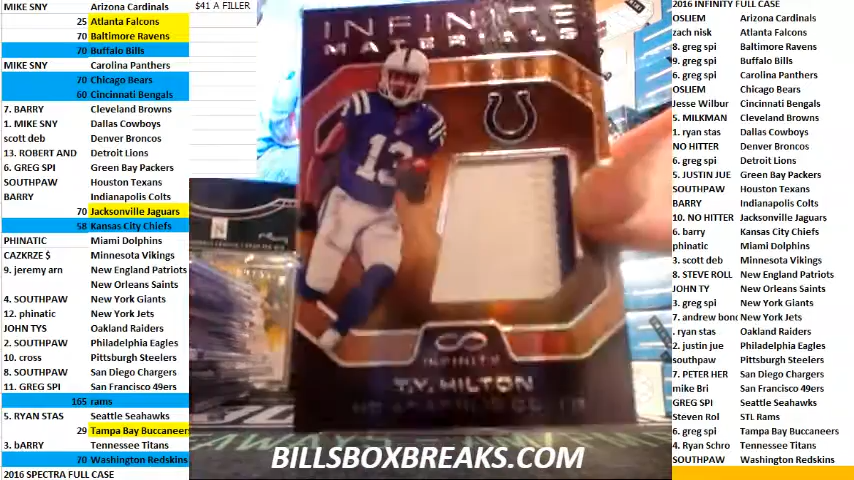 MIKE SNY Arizona Cardinals
25 Atlanta Falcons
70 Baltimore Ravens
70 Buffalo Bills
MIKE SNY Carolina Panthers
70 Chicago Bears
60 Cincinnati Bengals
7. BARRY Cleveland Browns
1. MIKE SNY Dallas Cowboys
scott deb Denver Broncos
13. ROBERT AND Detroit Lions
6. GREG SPI Green Bay Packers
SOUTHPAW Houston Texans
BARRY Indianapolis Colts
70 Jacksonville Jaguars
58 Kansas City Chiefs
PHINATIC Miami Dolphins
CAZKRZE $ Minnesota Vikings
9. jeremy arn New England Patriots
New Orleans Saints
4. SOUTHPAW New York Giants
12. phinatic New York Jets
JOHN TYS Oakland Raiders
2. SOUTHPAW Philadelphia Eagles
10. cross Pittsburgh Steelers
8. SOUTHPAW San Diego Chargers
11. GREG SPI San Francisco 49ers
165 rams
5. RYAN STAS Seattle Seahawks
29 Tampa Bay Buccaneers
3. bARRY Tennessee Titans
70 Washington Redskins
2016 SPECTRA FULL CASE
$41 A FILLER
INFINITE
MATERIALS
13
INFINITY
T.Y. HILTON
BILLSBOXBREAKS.COM
2016 INFINITY FULL CASE
OSLIEM Arizona Cardinals
zach nisk Atlanta Falcons
8. greg spi Baltimore Ravens
9. greg spi Buffalo Bills
6. greg spi Carolina Panthers
OSLIEM Chicago Bears
Jesse Wilbur Cincinnati Bengals
5. MILKMAN Cleveland Browns
1. ryan stas Dallas Cowboys
NO HITTER Denver Broncos
6. greg spi Detroit Lions
5. JUSTIN JUE Green Bay Packers
SOUTHPAW Houston Texans
BARRY Indianapolis Colts
10. NO HITTER Jacksonville Jaguars
6. barry Kansas City Chiefs
phinatic Miami Dolphins
3. scott deb Minnesota Vikings
8. STEVE ROLL New England Patriots
JOHN TY New Orleans Saints
3. greg spi New York Giants
7. andrew bond New York Jets
. ryan stas Oakland Raiders
2. justin jue Philadelphia Eagles
southpaw Pittsburgh Steelers
7. PETER HER San Diego Chargers
mike Bri San Francisco 49ers
GREG SPI Seattle Seahawks
Steven Rol STL Rams
6. greg spi Tampa Bay Buccaneers
4. Ryan Schro Tennessee Titans
SOUTHPAW Washington Redskins